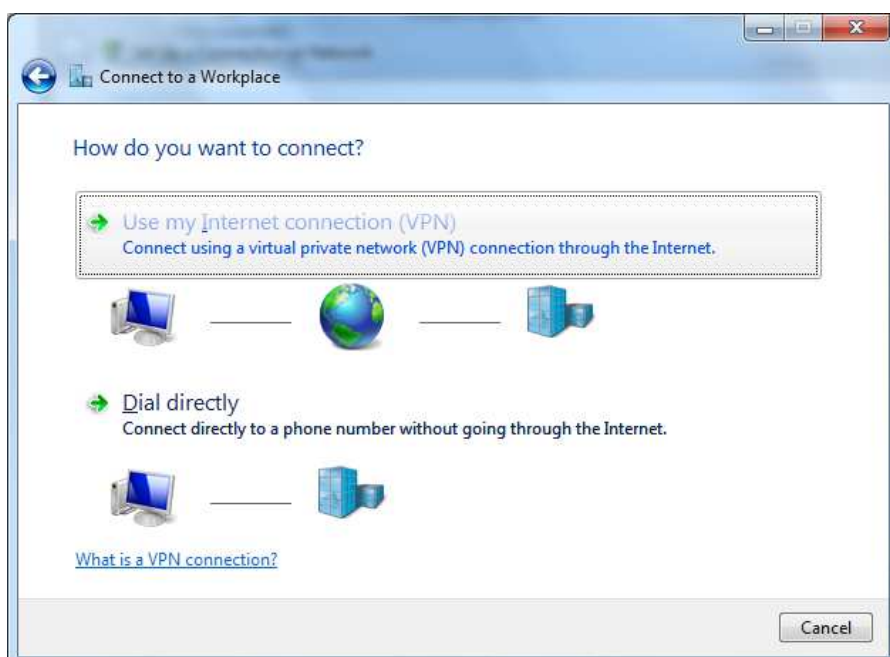 Connect to a Workplace
How do you want to connect?
Use my Internet connection (VPN)
Connect using a virtual private network (VPN) connection through the Internet.
Dial directly
Connect directly to a phone number without going through the Internet.
What is a VPN connection?
Cancel